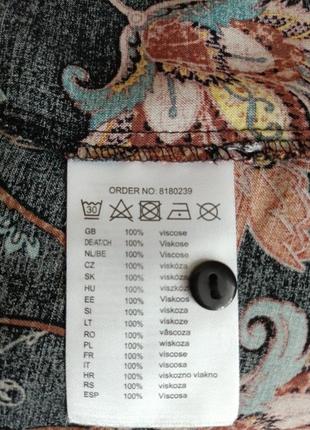 ORDER NO: 8180239
30
GB 100% viscose
DE/AT/CH 100% Viskose
NL/BE 100% Viscose
CZ 100% viskóza
SK 100% viskóza
HU 100% viszkóz
EE 100% Viskoos
SI 100% viskoza
LT 100% viskoze
RO 100% vâscoza
PL 100% wiskoza
FR 100% viscose
IT 100% viscosa
HR 100% viskozno vlakno
RS 100% viskoza
ESP 100% Viscosa